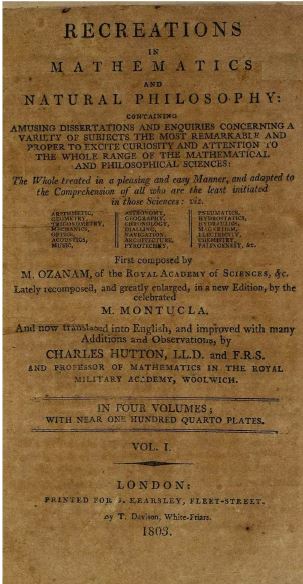 RECREATIONS
IN
MATHEMATICS
AND
NATURAL PHILOSOPHY:
CONTAINING
AMUSING DISSERTATIONS AND ENQUIRIES CONCERNING A
VARIETY OF SUBJECTS THE MOST REMARKABLE AND
PROPER TO EXCITE CURIOSITY AND ATTENTION TO
THE WHOLE RANGE OF THE MATHEMATICAL
AND PHILOSOPHICAL SCIENCES:
The Whole treated in a pleasing and easy Manner, and adapted to
the Comprehension of all who are the least initiated
in those Sciences: viz.
ARITHMETIC,
GEOMETRY,
TRIGONOMETRY,
MECHANICS,
OPTICS,
ACOUSTICS,
MUSIC,
ASTRONOMY,
GEOGRAPHY,
CHRONOLOGY,
DIALLING,
NAVIGATION,
ARCHITECTURE,
PYROTECHNY,
PNEUMATICS,
HYDROSTATICS,
HYDRAULICS,
MAGNETISM,
ELECTRICITY,
CHEMISTRY,
PALINGENESY, &c.
First composed by
M. OZANAM, of the ROYAL ACADEMY of SCIENCES, &c.
Lately recomposed, and greatly enlarged, in a new Edition, by the
celebrated
M. MONTUCLA.
And now translated into English, and improved with many
Additions and Observations, by
CHARLES HUTTON, LL.D. and F.R.S.
AND PROFESSOR OF MATHEMATICS IN THE ROYAL
MILITARY ACADEMY, WOOLWICH.
IN FOUR VOLUMES;
WITH NEAR ONE HUNDRED QUARTO PLATES.
VOL. I.
LONDON:
PRINTED FOR G. KEARSLEY, FLEET-STREET.
by T. Davison, White-Friars.
1803.